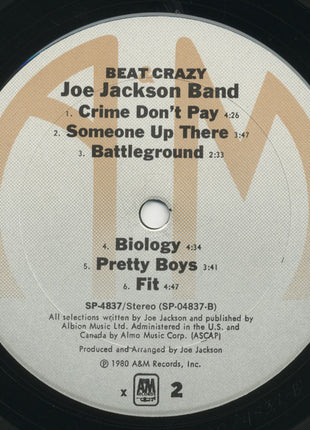 BEAT CRAZY
Joe Jackson Band
1. Crime Don't Pay 4:26
2. Someone Up There 3:47
3. Battleground 2:33
4. Biology 4:34
5. Pretty Boys 3:41
6. Fit 4:47
SP-4837/Stereo (SP-04837-B)
All selections written by Joe Jackson and published by
Albion Music Ltd. Administered in the U.S. and
Canada by Almo Music Corp. (ASCAP)
Produced and Arranged by Joe Jackson
℗ 1980 A&M Records, Inc.
x A&M RECORDS 2